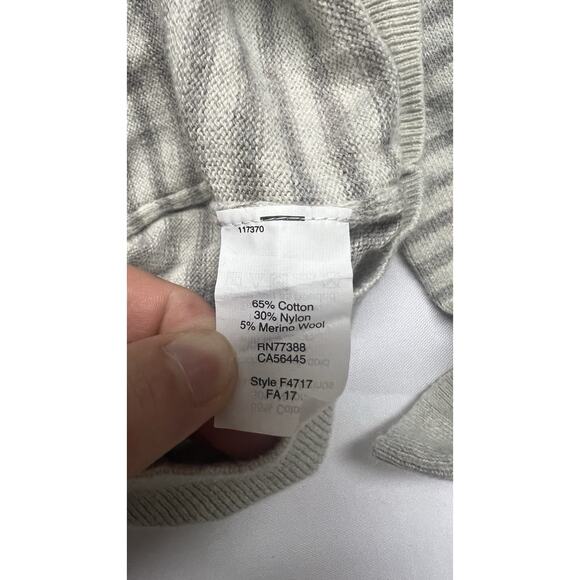 117370
65% Cotton
30% Nylon
5% Merino Wool
RN77388
CA56445
Style F4717
FA 17